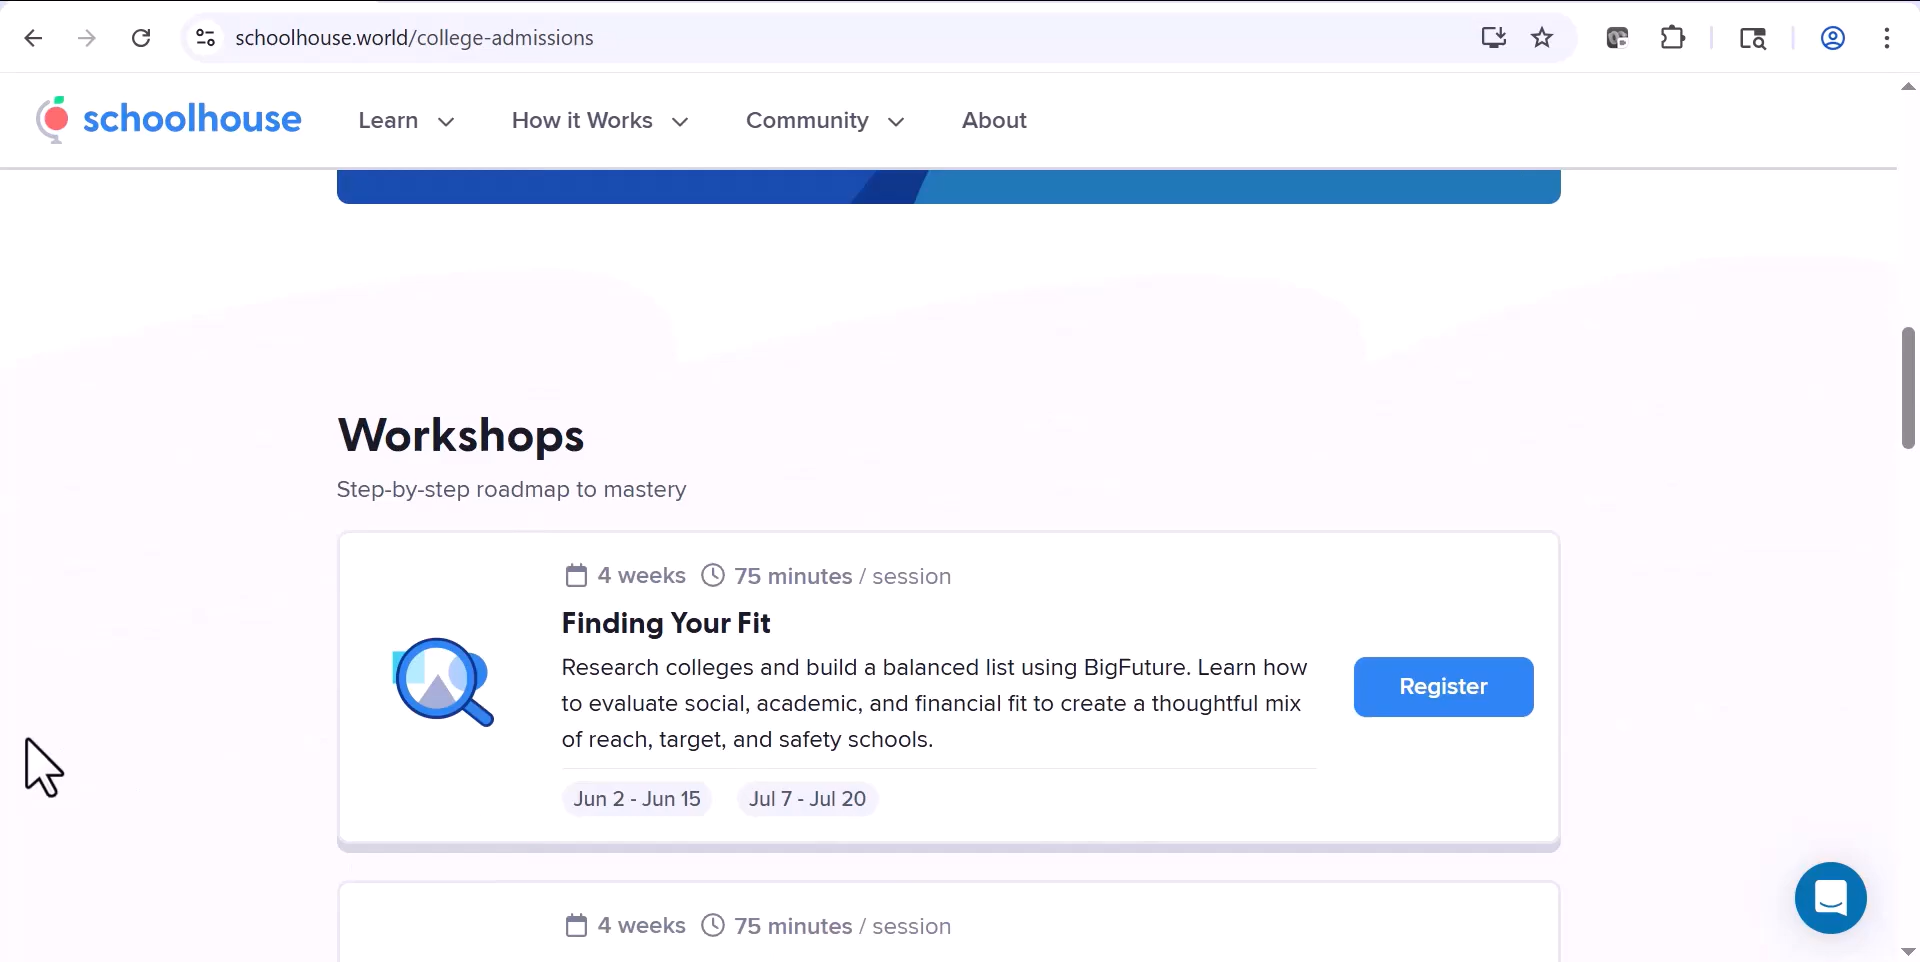 schoolhouse.world/college-admissions
schoolhouse
Learn
How it Works
Community
About
Workshops
Step-by-step roadmap to mastery
4 weeks 75 minutes / session
Finding Your Fit
Research colleges and build a balanced list using BigFuture. Learn how
to evaluate social, academic, and financial fit to create a thoughtful mix
of reach, target, and safety schools.
Register
Jun 2 - Jun 15
Jul 7 - Jul 20
4 weeks 75 minutes / session